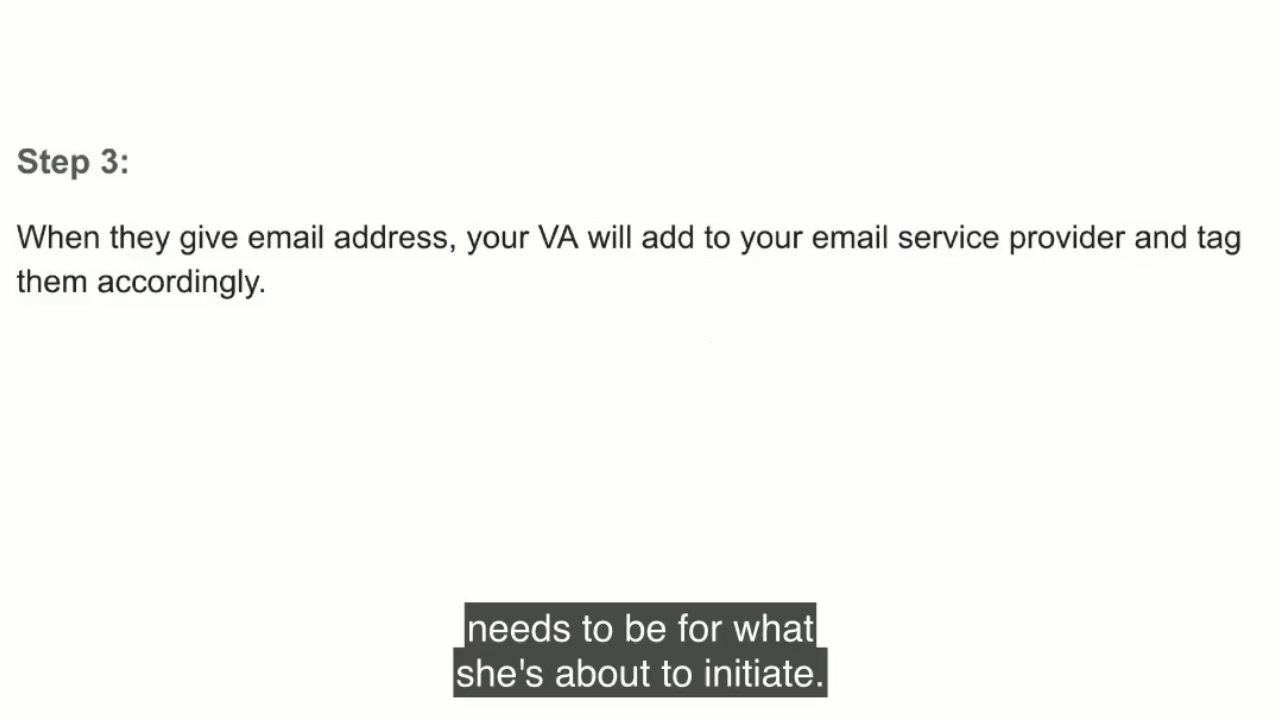 Step 3:
When they give email address, your VA will add to your email service provider and tag
them accordingly.
needs to be for what
she's about to initiate.